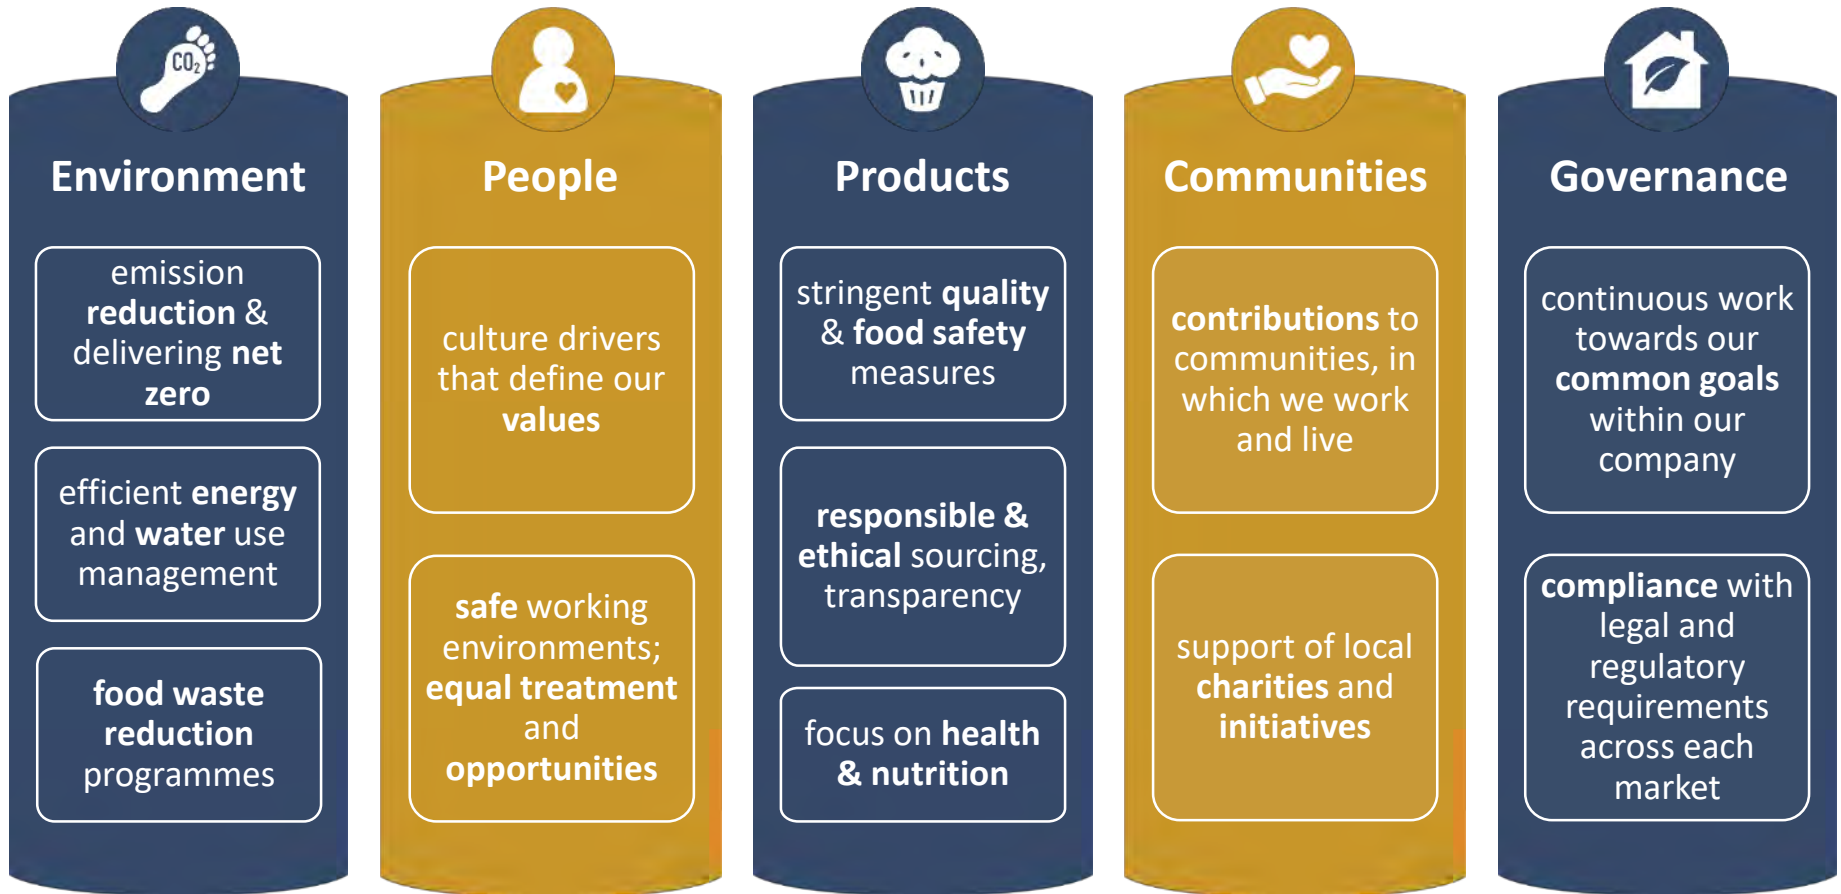 CO₂
Environment
emission
reduction &
delivering net
zero
efficient energy
and water use
management
food waste
reduction
programmes
People
culture drivers
that define our
values
safe working
environments;
equal treatment
and
opportunities
Products
stringent quality
& food safety
measures
responsible &
ethical sourcing,
transparency
focus on health
& nutrition
Communities
contributions to
communities, in
which we work
and live
support of local
charities and
initiatives
Governance
continuous work
towards our
common goals
within our
company
compliance with
legal and
regulatory
requirements
across each
market